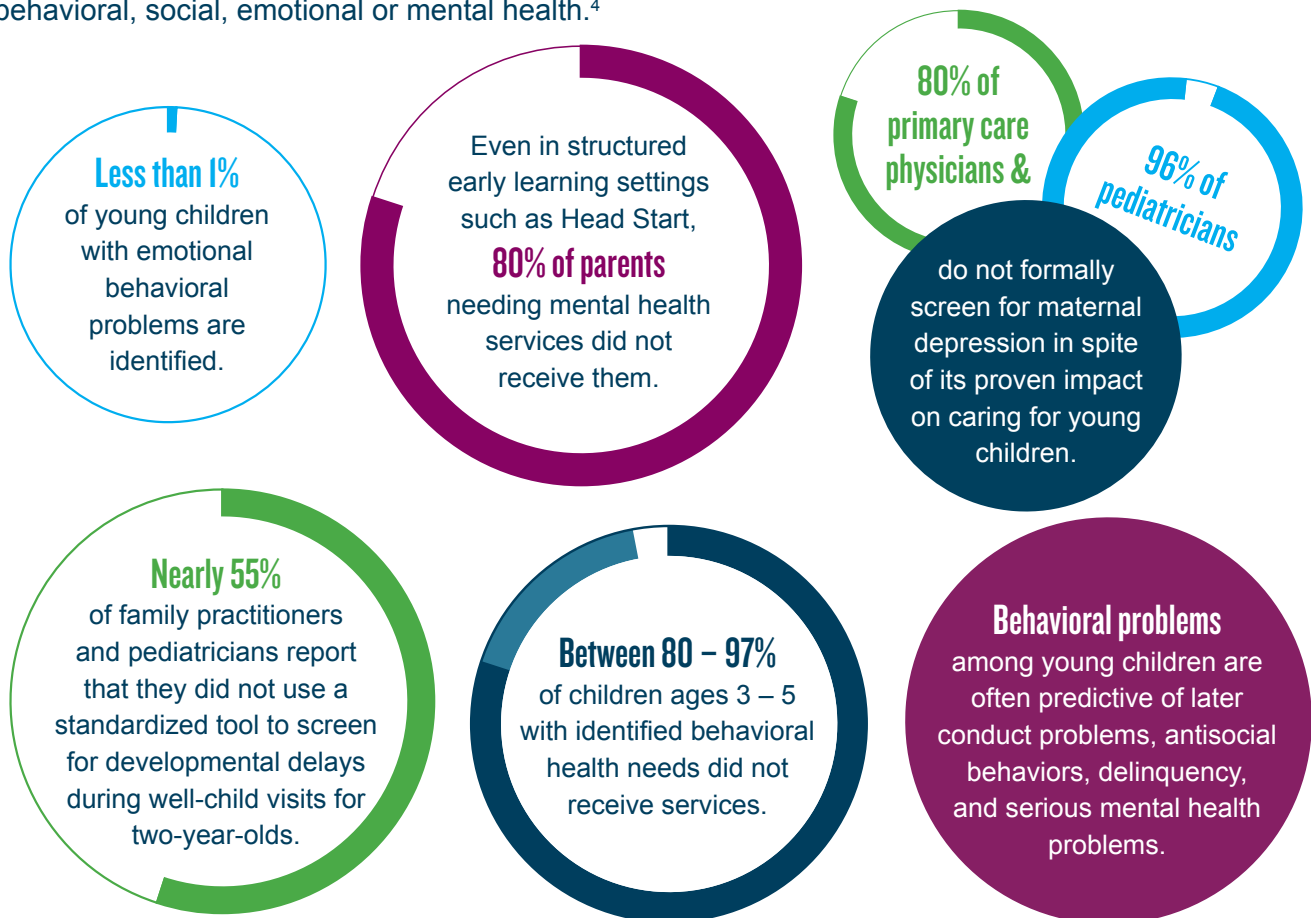 behavioral, social, emotional or mental health.⁴
Less than 1%
of young children
with emotional
behavioral
problems are
identified.
Even in structured
early learning settings
such as Head Start,
80% of parents
needing mental health
services did not
receive them.
80% of
primary care
physicians &
96% of
pediatricians
do not formally
screen for maternal
depression in spite
of its proven impact
on caring for young
children.
Nearly 55%
of family practitioners
and pediatricians report
that they did not use a
standardized tool to screen
for developmental delays
during well-child visits for
two-year-olds.
Between 80 – 97%
of children ages 3 – 5
with identified behavioral
health needs did not
receive services.
Behavioral problems
among young children are
often predictive of later
conduct problems, antisocial
behaviors, delinquency,
and serious mental health
problems.